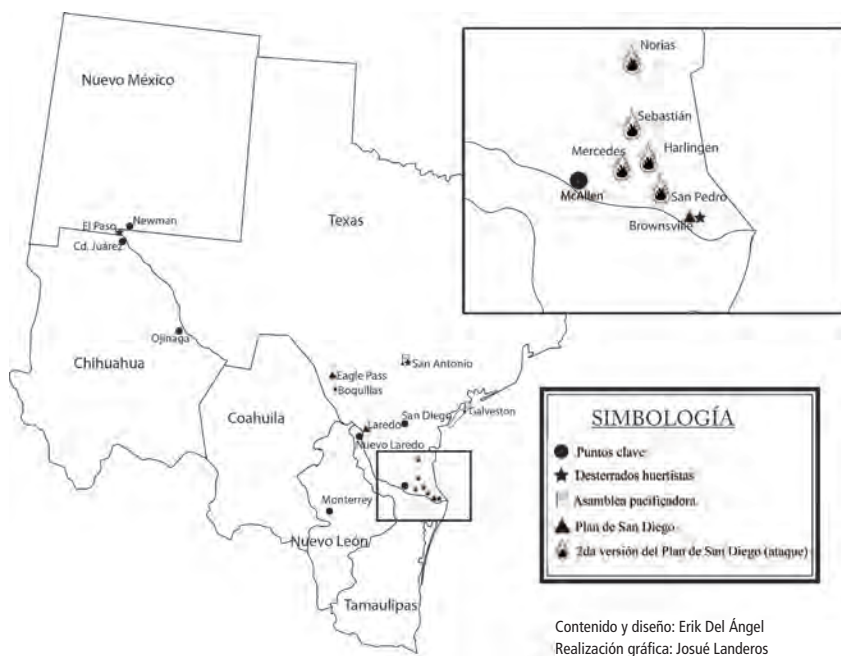 Nuevo México
Texas
El Paso
Newman
Cd. Juárez
Ojinaga
Chihuahua
Coahuila
Eagle Pass
Boquillas
San Antonio
San Diego
Galveston
Laredo
Nuevo Laredo
Monterrey
Nuevo León
Tamaulipas
Norias
Sebastián
Mercedes
Harlingen
McAllen
San Pedro
Brownsville
SIMBOLOGÍA
Puntos clave
Desterrados huertistas
Asamblea pacificadora
Plan de San Diego
2da versión del Plan de San Diego (ataque)
Contenido y diseño: Erik Del Ángel
Realización gráfica: Josué Landeros